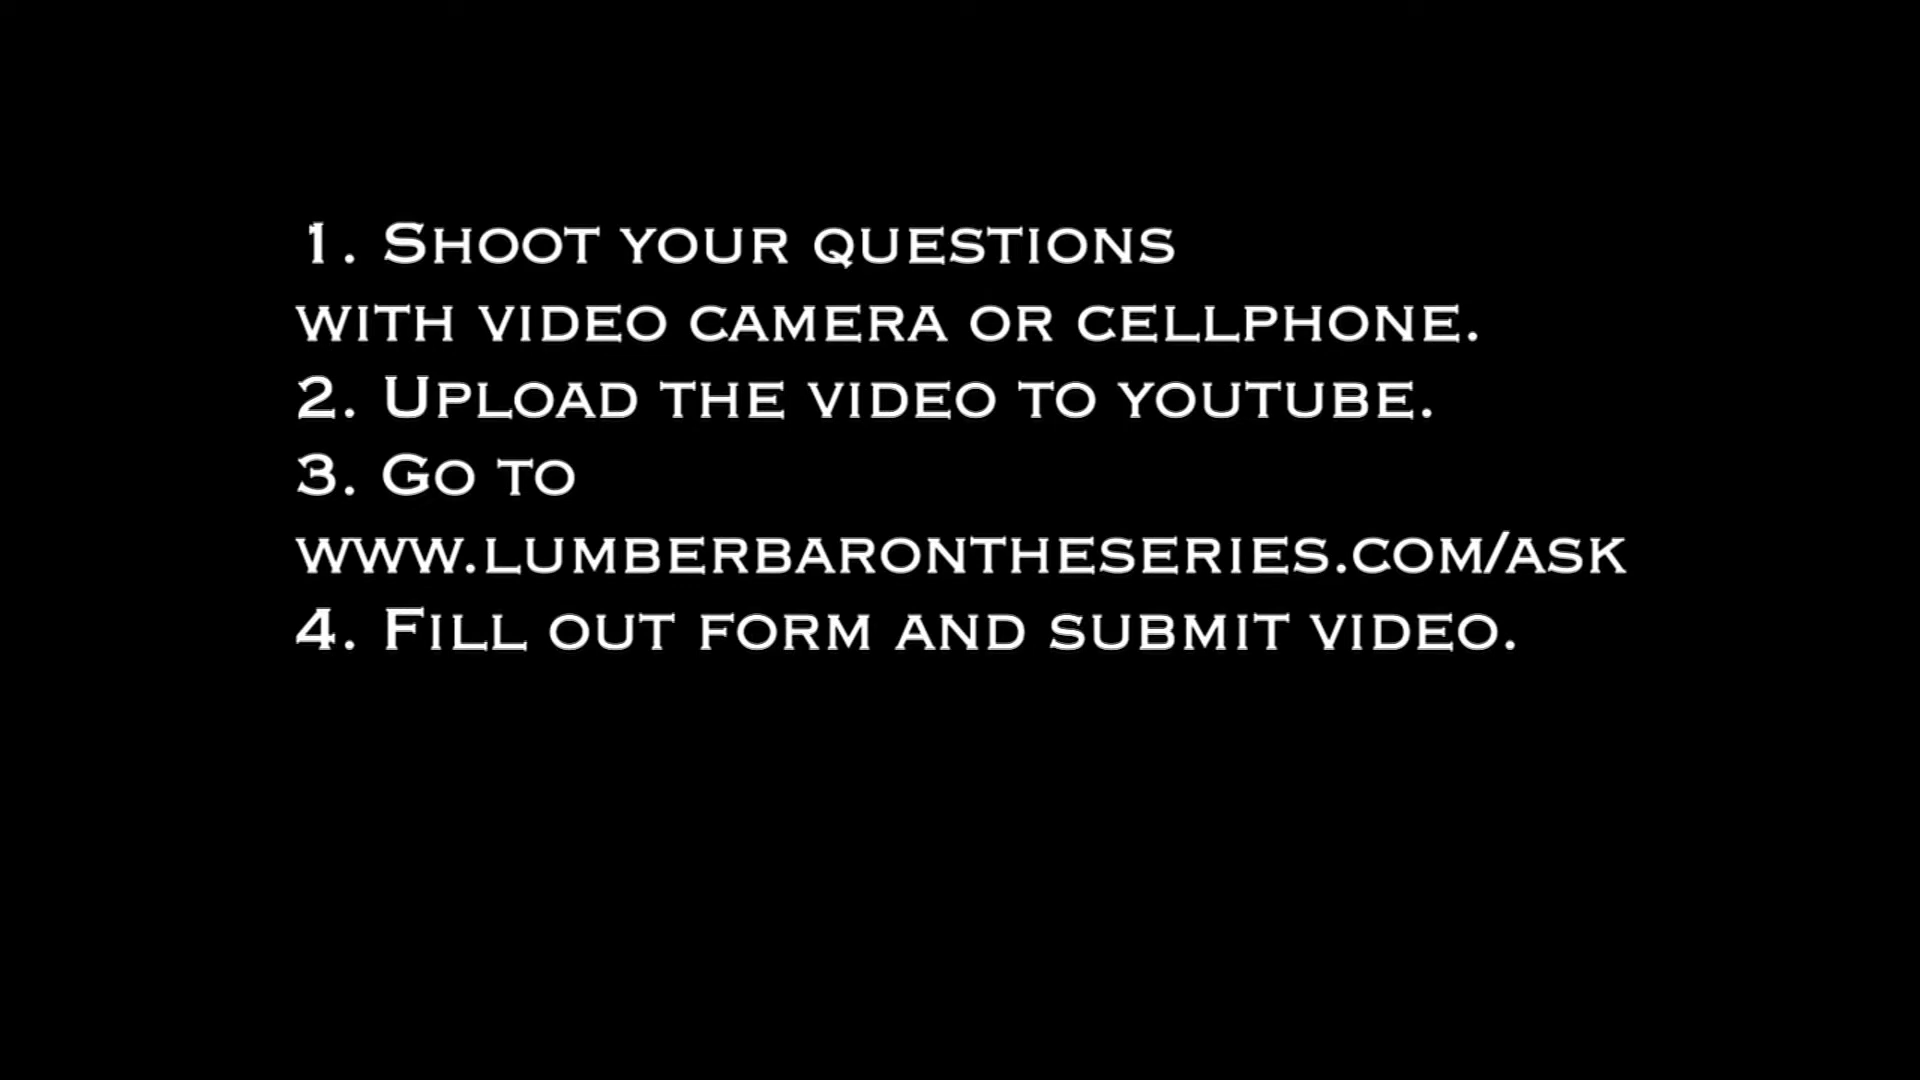 1. Shoot your questions
with video camera or cellphone.
2. Upload the video to youtube.
3. Go to
www.lumberbarontheseries.com/ask
4. Fill out form and submit video.